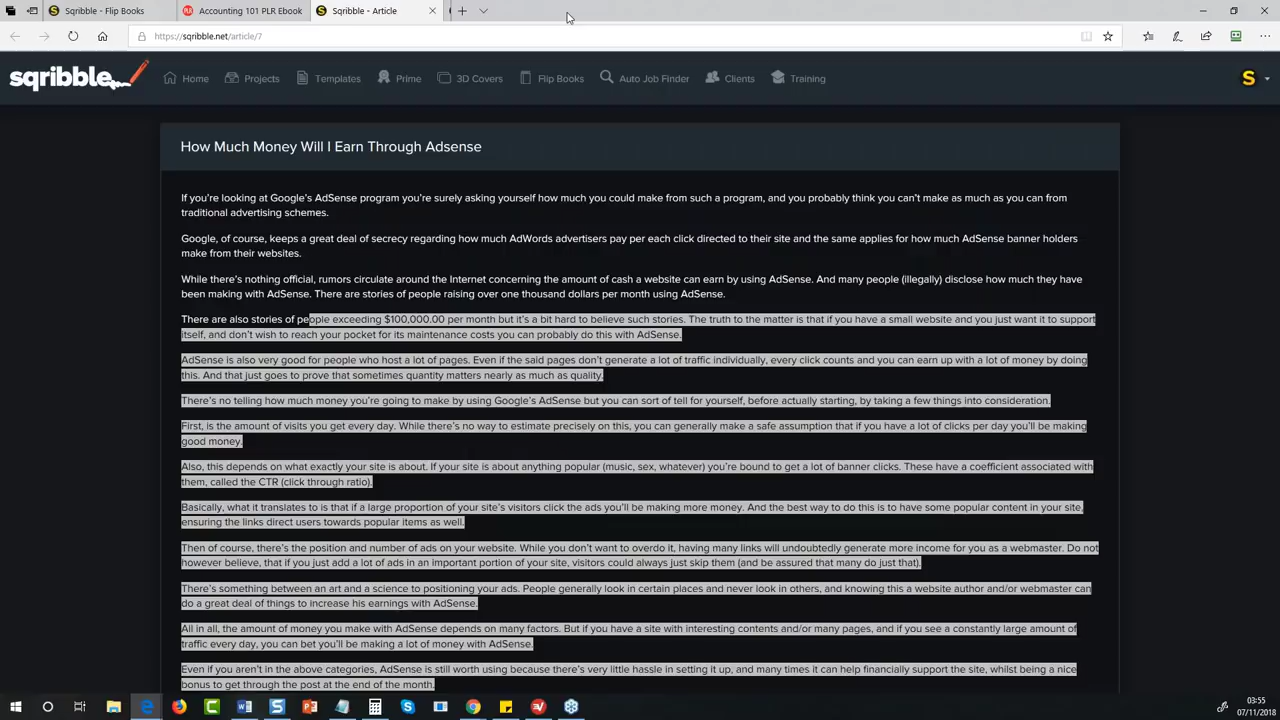 Sqribble - Flip Books
Accounting 101 PLR Ebook
Sqribble - Article
https://sqribble.net/article/7
sqribble
Home
Projects
Templates
Prime
3D Covers
Flip Books
Auto Job Finder
Clients
Training
S
How Much Money Will I Earn Through Adsense
If you're looking at Google's AdSense program you're surely asking yourself how much you could make from such a program, and you probably think you can't make as much as you can from
traditional advertising schemes.
Google, of course, keeps a great deal of secrecy regarding how much AdWords advertisers pay per each click directed to their site and the same applies for how much AdSense banner holders
make from their websites.
While there's nothing official, rumors circulate around the Internet concerning the amount of cash a website can earn by using AdSense. And many people (illegally) disclose how much they have
been making with AdSense. There are stories of people raising over one thousand dollars per month using AdSense.
There are also stories of people exceeding $100,000.00 per month but it's a bit hard to believe such stories. The truth to the matter is that if you have a small website and you just want it to support
itself, and don't wish to reach your pocket for its maintenance costs you can probably do this with AdSense.
AdSense is also very good for people who host a lot of pages. Even if the said pages don't generate a lot of traffic individually, every click counts and you can earn up with a lot of money by doing
this. And that just goes to prove that sometimes quantity matters nearly as much as quality.
There's no telling how much money you're going to make by using Google's AdSense but you can sort of tell for yourself, before actually starting, by taking a few things into consideration.
First, is the amount of visits you get every day. While there's no way to estimate precisely on this, you can generally make a safe assumption that if you have a lot of clicks per day you'll be making
good money.
Also, this depends on what exactly your site is about. If your site is about anything popular (music, sex, whatever) you're bound to get a lot of banner clicks. These have a coefficient associated with
them, called the CTR (click through ratio).
Basically, what it translates to is that if a large proportion of your site's visitors click the ads you'll be making more money. And the best way to do this is to have some popular content in your site,
ensuring the links direct users towards popular items as well.
Then of course, there's the position and number of ads on your website. While you don't want to overdo it, having many links will undoubtedly generate more income for you as a webmaster. Do not
however believe, that if you just add a lot of ads in an important portion of your site, visitors could always just skip them (and be assured that many do just that).
There's something between an art and a science to positioning your ads. People generally look in certain places and never look in others, and knowing this a website author and/or webmaster can
do a great deal of things to increase his earnings with AdSense.
All in all, the amount of money you make with AdSense depends on many factors. But if you have a site with interesting contents and/or many pages, and if you see a constantly large amount of
traffic every day, you can bet you'll be making a lot of money with AdSense.
Even if you aren't in the above categories, AdSense is still worth using because there's very little hassle in setting it up, and many times it can help financially support the site, whilst being a nice
bonus to get through the post at the end of the month.
03:55
07/11/2018